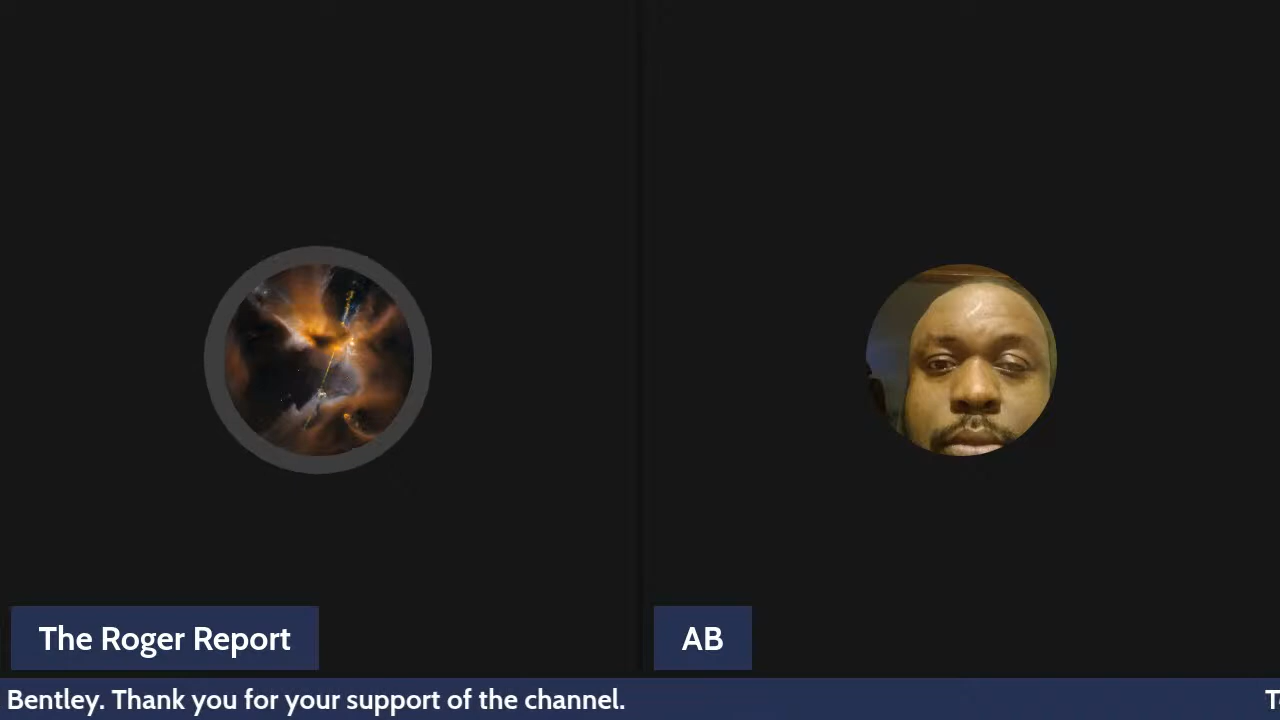 The Roger Report
AB
Bentley. Thank you for your support of the channel.